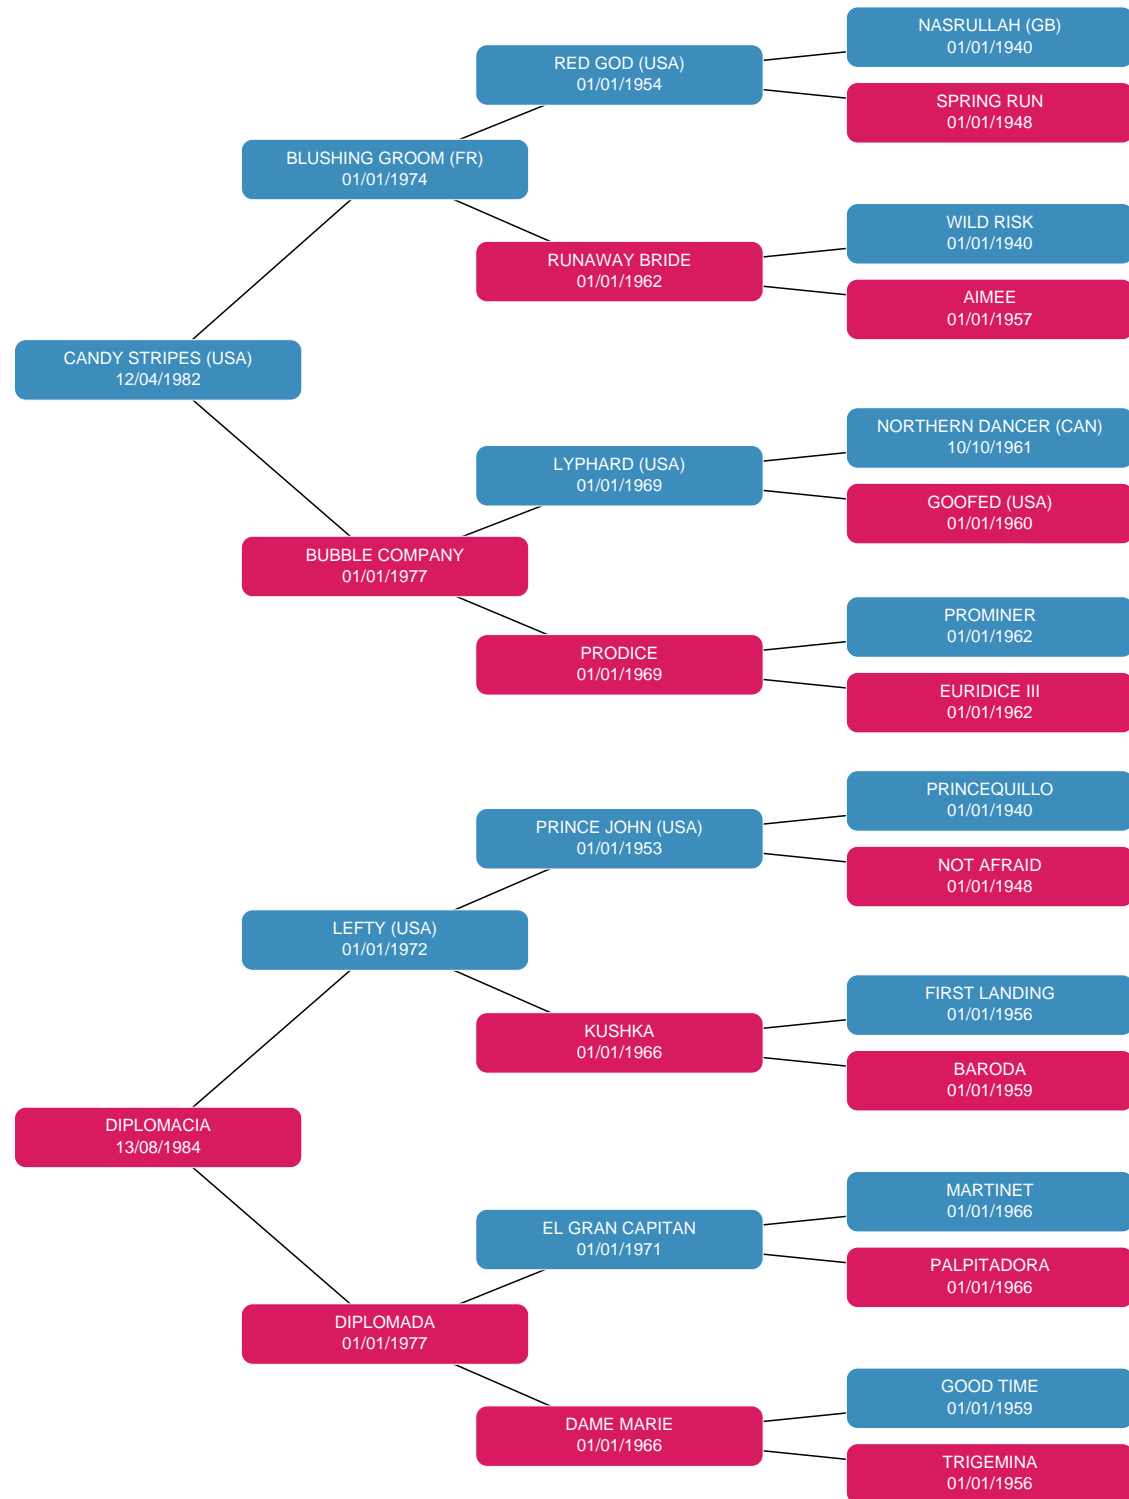 NASRULLAH (GB)
01/01/1940
RED GOD (USA)
01/01/1954
SPRING RUN
01/01/1948
BLUSHING GROOM (FR)
01/01/1974
WILD RISK
01/01/1940
RUNAWAY BRIDE
01/01/1962
AIMEE
01/01/1957
CANDY STRIPES (USA)
12/04/1982
NORTHERN DANCER (CAN)
10/10/1961
LYPHARD (USA)
01/01/1969
GOOFED (USA)
01/01/1960
BUBBLE COMPANY
01/01/1977
PROMINER
01/01/1962
PRODICE
01/01/1969
EURIDICE III
01/01/1962
PRINCEQUILLO
01/01/1940
PRINCE JOHN (USA)
01/01/1953
NOT AFRAID
01/01/1948
LEFTY (USA)
01/01/1972
FIRST LANDING
01/01/1956
KUSHKA
01/01/1966
BARODA
01/01/1959
DIPLOMACIA
13/08/1984
MARTINET
01/01/1966
EL GRAN CAPITAN
01/01/1971
PALPITADORA
01/01/1966
DIPLOMADA
01/01/1977
GOOD TIME
01/01/1959
DAME MARIE
01/01/1966
TRIGEMINA
01/01/1956